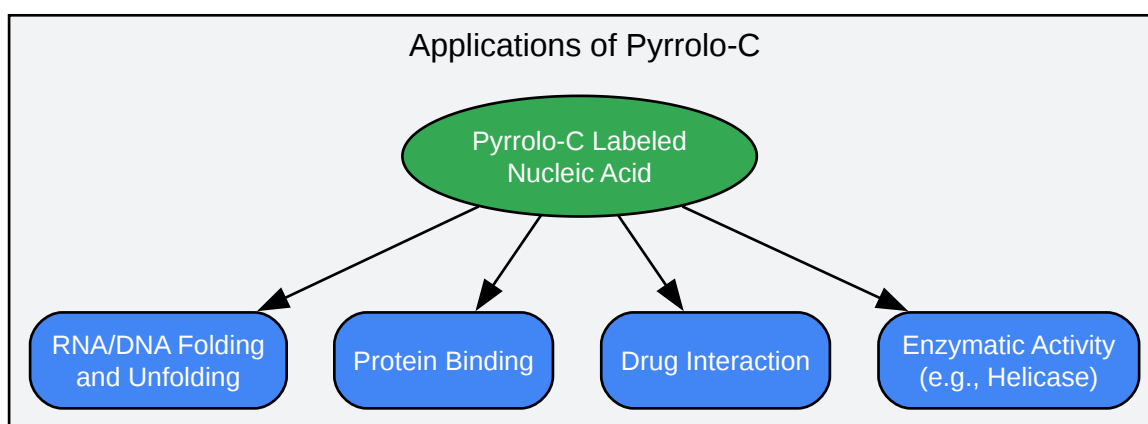 Applications of Pyrrolo-C
Pyrrolo-C Labeled
Nucleic Acid
RNA/DNA Folding
and Unfolding
Protein Binding
Drug Interaction
Enzymatic Activity
(e.g., Helicase)